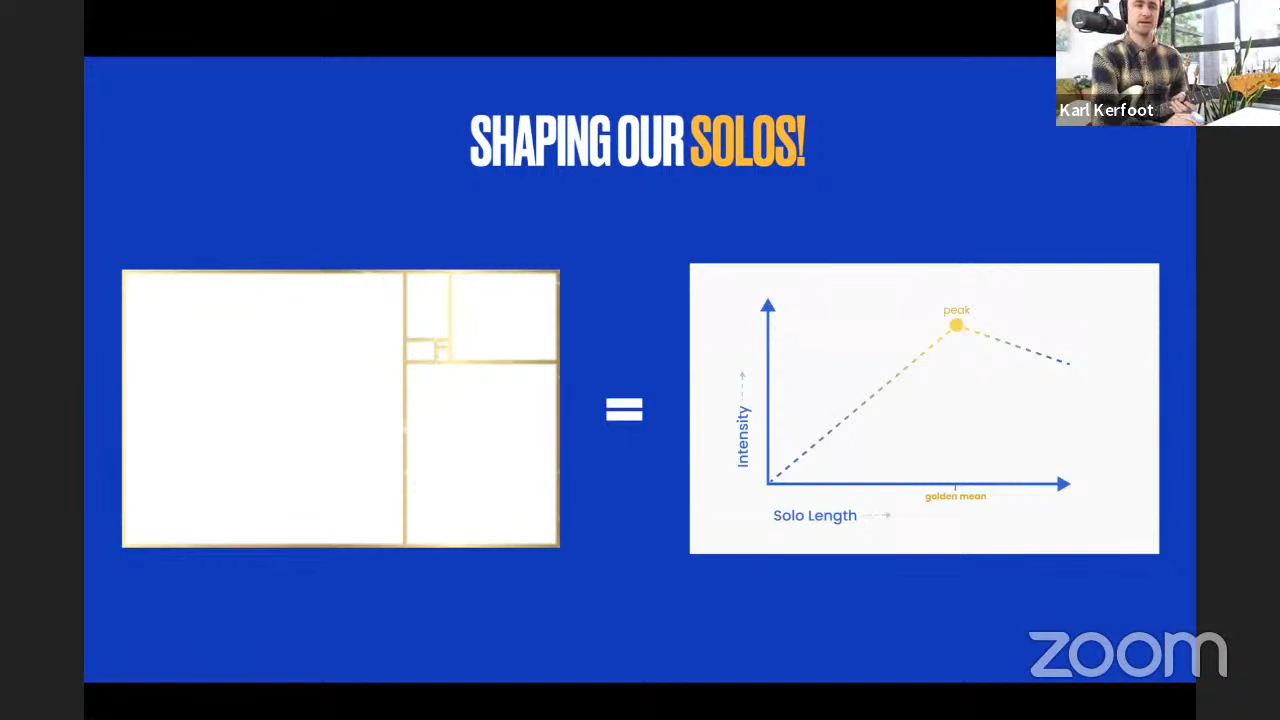 Karl Kerfoot
SHAPING OUR SOLOS!
peak
Intensity
golden mean
Solo Length
zoom